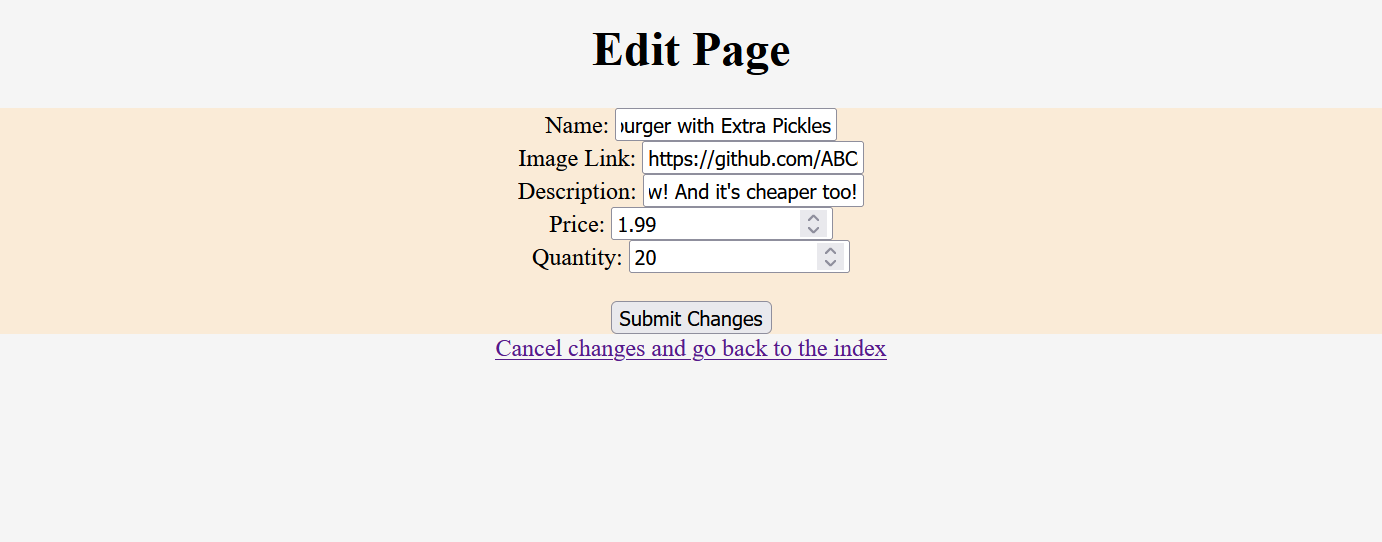 Edit Page
Name: burger with Extra Pickles
Image Link: https://github.com/ABC
Description: w! And it's cheaper too!
Price: 1.99
Quantity: 20
Submit Changes
Cancel changes and go back to the index